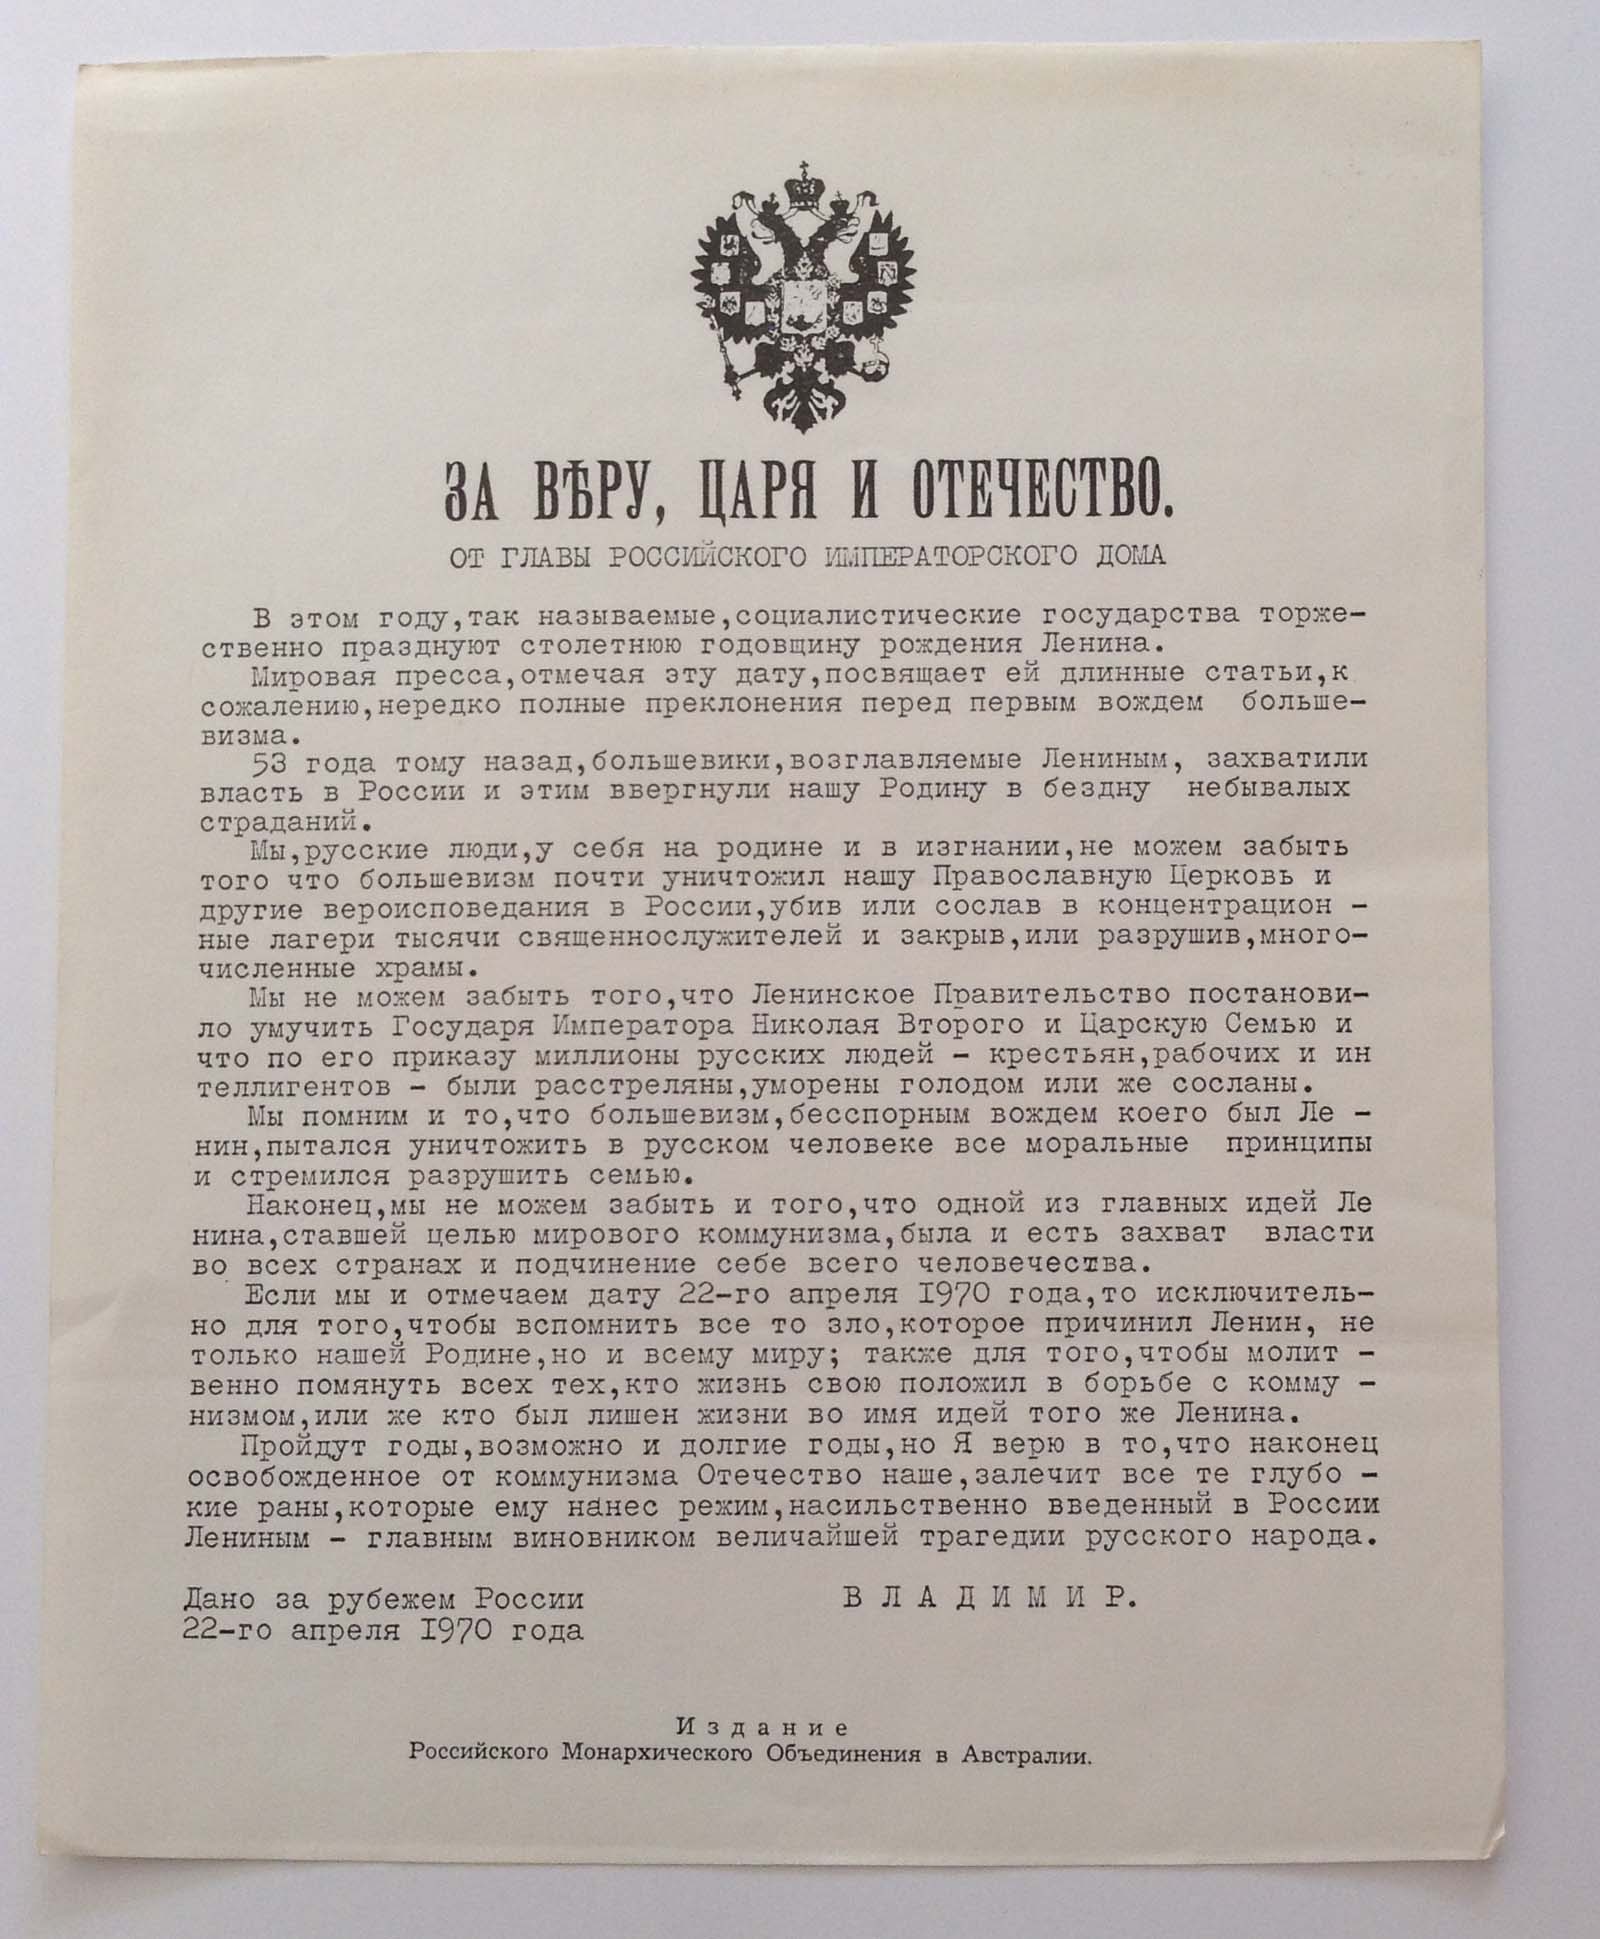 ЗА ВѢРУ, ЦАРЯ И ОТЕЧЕСТВО.
ОТ ГЛАВЫ РОССИЙСКОГО ИМПЕРАТОРСКОГО ДОМА
В этом году,так называемые,социалистические государства торже-
ственно празднуют столетнюю годовщину рождения Ленина.
Мировая пресса,отмечая эту дату,посвящает ей длинные статьи,к
сожалению,нередко полные преклонения перед первым вождем больше-
визма.
53 года тому назад,большевики,возглавляемые Лениным, захватили
власть в России и этим ввергнули нашу Родину в бездну небывалых
страданий.
Мы,русские люди,у себя на родине и в изгнании,не можем забыть
того что большевизм почти уничтожил нашу Православную Церковь и
другие вероисповедания в России,убив или сослав в концентрацион -
ные лагери тысячи священнослужителей и закрыв,или разрушив,много-
численные храмы.
Мы не можем забыть того,что Ленинское Правительство постанови-
ло умучить Государя Императора Николая Второго и Царскую Семью и
что по его приказу миллионы русских людей - крестьян,рабочих и ин
теллигентов - были расстреляны,уморены голодом или же сосланы.
Мы помним и то,что большевизм,бесспорным вождем коего был Ле -
нин,пытался уничтожить в русском человеке все моральные принципы
и стремился разрушить семью.
Наконец,мы не можем забыть и того,что одной из главных идей Ле
нина,ставшей целью мирового коммунизма,была и есть захват власти
во всех странах и подчинение себе всего человечества.
Если мы и отмечаем дату 22-го апреля 1970 года,то исключитель-
но для того,чтобы вспомнить все то зло,которое причинил Ленин, не
только нашей Родине,но и всему миру; также для того,чтобы молит -
венно помянуть всех тех,кто жизнь свою положил в борьбе с комму -
низмом,или же кто был лишен жизни во имя идей того же Ленина.
Пройдут годы,возможно и долгие годы,но Я верю в то,что наконец
освобожденное от коммунизма Отечество наше,залечит все те глубо -
кие раны,которые ему нанес режим,насильственно введенный в России
Лениным - главным виновником величайшей трагедии русского народа.
Дано за рубежем России
22-го апреля 1970 года
В Л А Д И М И Р.
И з д а н и е
Российского Монархического Объединения в Австралии.